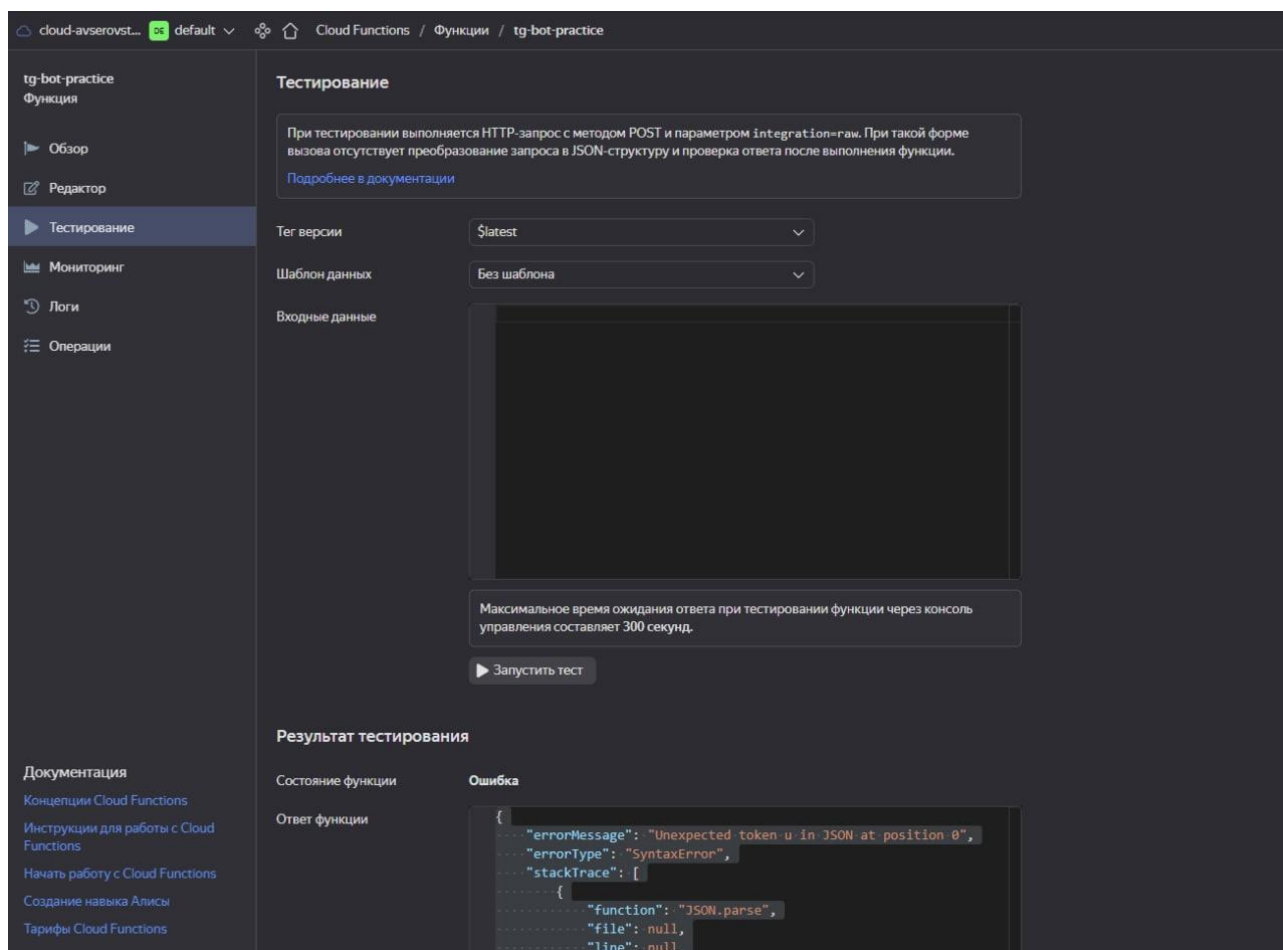 cloud-avserovst... DE default Cloud Functions / Функции / tg-bot-practice
tg-bot-practice
Функция
Обзор
Редактор
Тестирование
Мониторинг
Логи
Операции
Документация
Концепции Cloud Functions
Инструкции для работы с Cloud
Functions
Начать работу с Cloud Functions
Создание навыка Алисы
Тарифы Cloud Functions
Тестирование
При тестировании выполняется HTTP-запрос с методом POST и параметром integration=raw. При такой форме
вызова отсутствует преобразование запроса в JSON-структуру и проверка ответа после выполнения функции.
Подробнее в документации
Тег версии $latest
Шаблон данных Без шаблона
Входные данные
Максимальное время ожидания ответа при тестировании функции через консоль
управления составляет 300 секунд.
Запустить тест
Результат тестирования
Состояние функции Ошибка
Ответ функции
{
"errorMessage": "Unexpected token u in JSON at position 0",
"errorType": "SyntaxError",
"stackTrace": [
{
"function": "JSON.parse",
"file": null,
"line": null